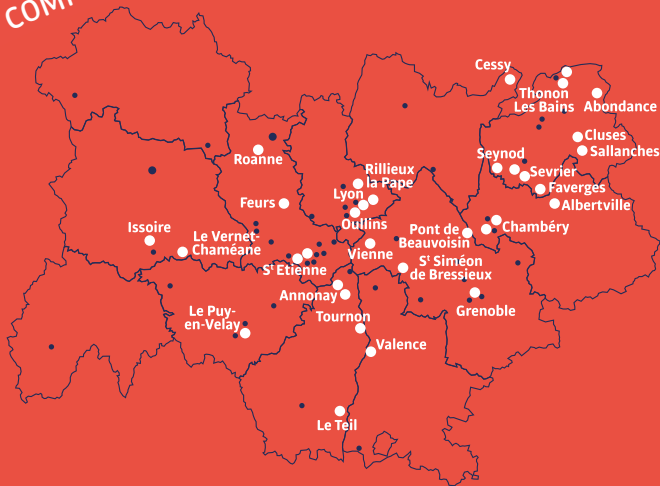 COMP
Cessy
Thonon
Les Bains
Abondance
Cluses
Sallanches
Seynod
Sevrier
Faverges
Albertville
Roanne
Rillieux
la Pape
Lyon
Feurs
Oullins
Issoire
Le Vernet-
Chaméane
Vienne
Pont de
Beauvoisin
Chambéry
St Etienne
St Siméon
de Bressieux
Annonay
Grenoble
Le Puy-
en-Velay
Tournon
Valence
Le Teil